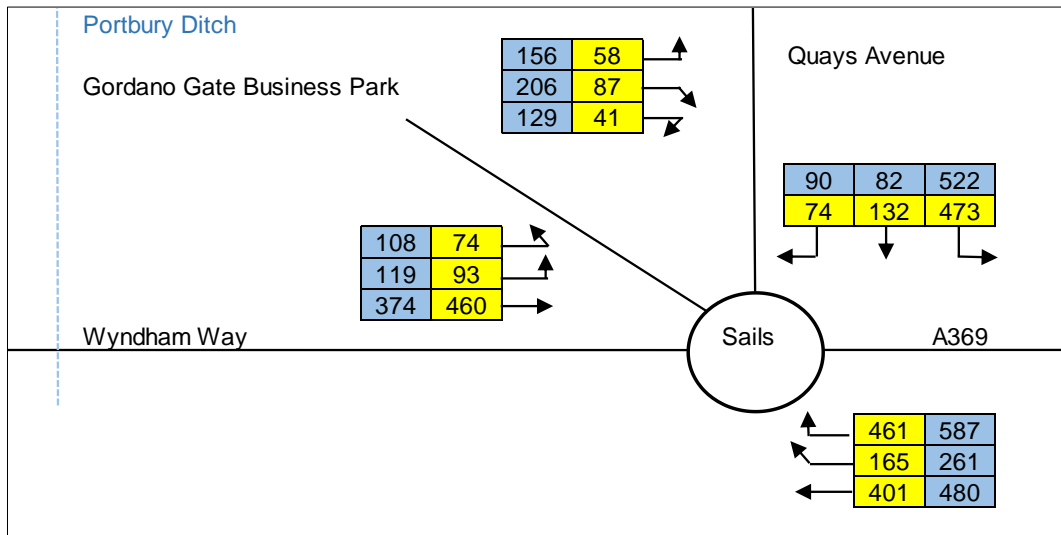 Portbury Ditch
Gordano Gate Business Park
156 58
206 87
129 41
Quays Avenue
90 82 522
74 132 473
108 74
119 93
374 460
Wyndham Way
Sails
A369
461 587
165 261
401 480